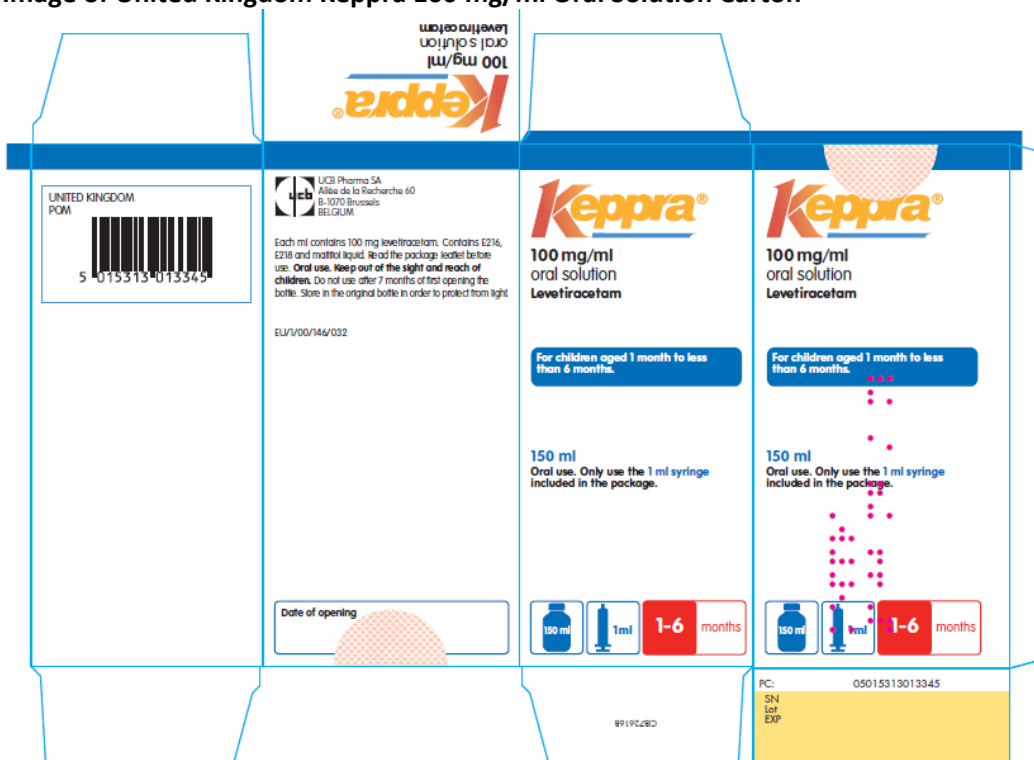 Image of United Kingdom Keppra 100 mg/ml Oral Solution Carton
Keppra®
100 mg/ml
oral solution
Levetiracetam
UNITED KINGDOM
POM
5 015313 013345
ucb
UCB Pharma SA
Allée de la Recherche 60
B-1070 Brussels
BELGIUM
Each ml contains 100 mg levetiracetam. Contains E216,
E218 and maltitol liquid. Read the package leaflet before
use. Oral use. Keep out of the sight and reach of
children. Do not use after 7 months of first opening the
bottle. Store in the original bottle in order to protect from light.
EU/1/00/146/032
Date of opening
Keppra®
100 mg/ml
oral solution
Levetiracetam
For children aged 1 month to less
than 6 months.
150 ml
Oral use. Only use the 1 ml syringe
included in the package.
150 ml
1ml
1-6 months
Keppra®
100 mg/ml
oral solution
Levetiracetam
For children aged 1 month to less
than 6 months.
150 ml
Oral use. Only use the 1 ml syringe
included in the package.
150 ml
1ml
1-6 months
PC: 05015313013345
SN
Lot
EXP